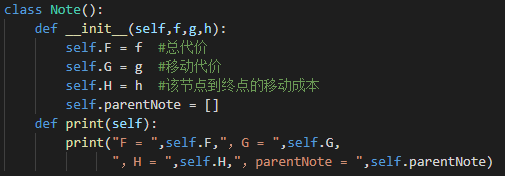 class Note():
    def __init__(self,f,g,h):
        self.F = f  #总代价
        self.G = g  #移动代价
        self.H = h  #该节点到终点的移动成本
        self.parentNote = []
    def print(self):
        print("F = ",self.F,", G = ",self.G,
              ", H = ",self.H,", parentNote = ",self.parentNote)